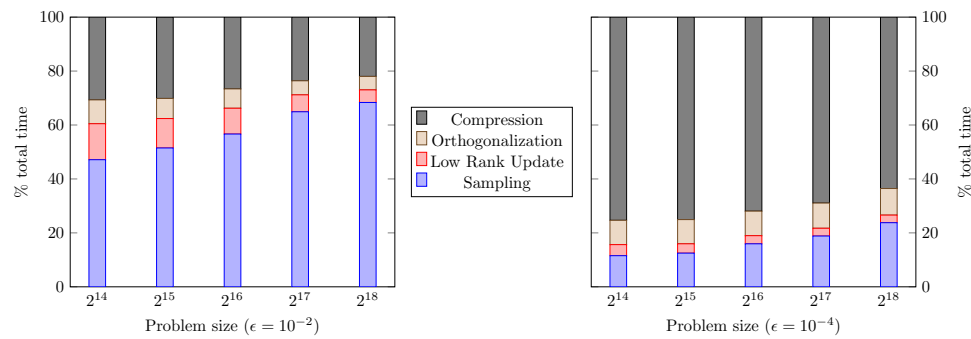 100
80
60
40
20
0
% total time
2^14 2^15 2^16 2^17 2^18
Problem size (ϵ = 10^−2)
Compression
Orthogonalization
Low Rank Update
Sampling
100
80
60
40
20
0
% total time
2^14 2^15 2^16 2^17 2^18
Problem size (ϵ = 10^−4)